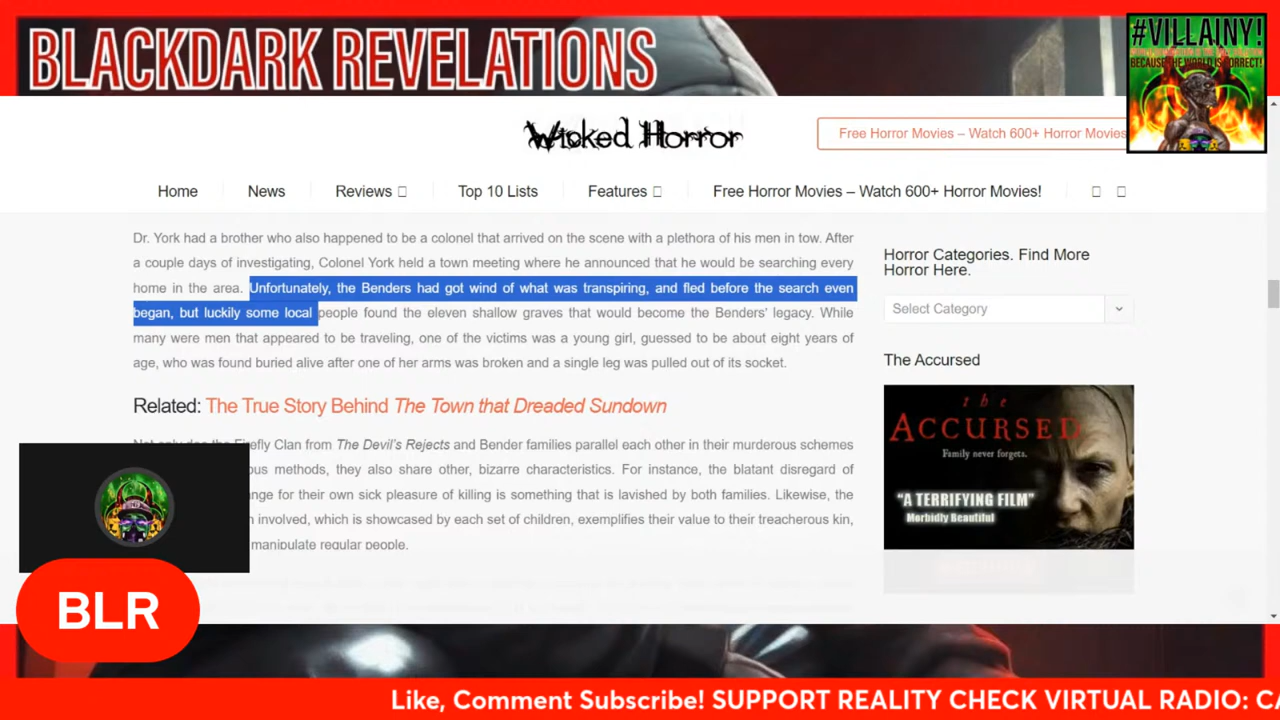 BLACKDARK REVELATIONS
#VILLAINY!
BECAUSE THE WORLD IS CORRECT!
Wicked Horror
Free Horror Movies – Watch 600+ Horror Movies
Home News Reviews Top 10 Lists Features Free Horror Movies – Watch 600+ Horror Movies!
Dr. York had a brother who also happened to be a colonel that arrived on the scene with a plethora of his men in tow. After
a couple days of investigating, Colonel York held a town meeting where he announced that he would be searching every
home in the area. Unfortunately, the Benders had got wind of what was transpiring, and fled before the search even
began, but luckily some local people found the eleven shallow graves that would become the Benders' legacy. While
many were men that appeared to be traveling, one of the victims was a young girl, guessed to be about eight years of
age, who was found buried alive after one of her arms was broken and a single leg was pulled out of its socket.
Related: The True Story Behind The Town that Dreaded Sundown
Firefly Clan from The Devil's Rejects and Bender families parallel each other in their murderous schemes
methods, they also share other, bizarre characteristics. For instance, the blatant disregard of
for their own sick pleasure of killing is something that is lavished by both families. Likewise, the
involved, which is showcased by each set of children, exemplifies their value to their treacherous kin,
manipulate regular people.
Horror Categories. Find More
Horror Here.
Select Category
The Accursed
the
ACCURSED
Family never forgets.
"A TERRIFYING FILM"
Morbidly Beautiful
BLR
Like, Comment Subscribe! SUPPORT REALITY CHECK VIRTUAL RADIO: CA